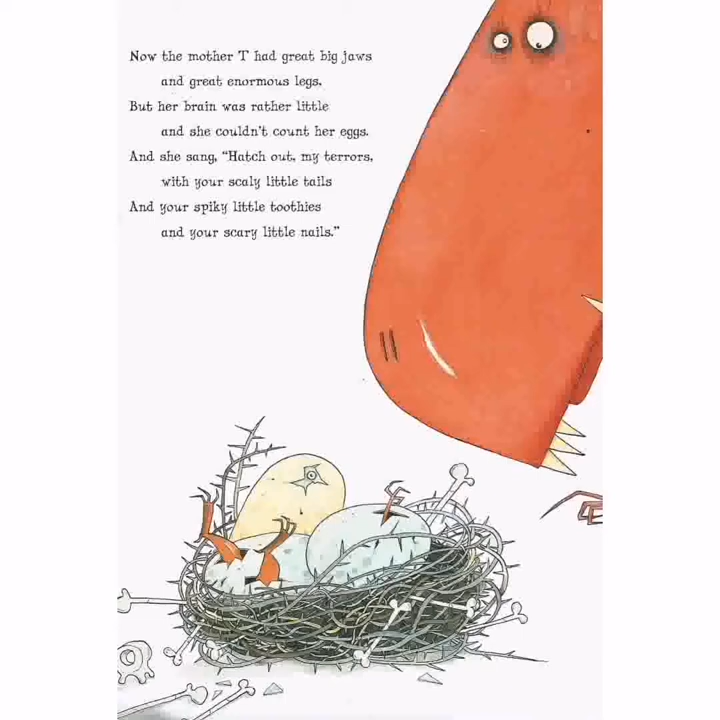 Now the mother T had great big jaws
and great enormous legs.
But her brain was rather little
and she couldn't count her eggs.
And she sang, “Hatch out, my terrors,
with your scaly little tails
And your spiky little toothies
and your scary little nails.”